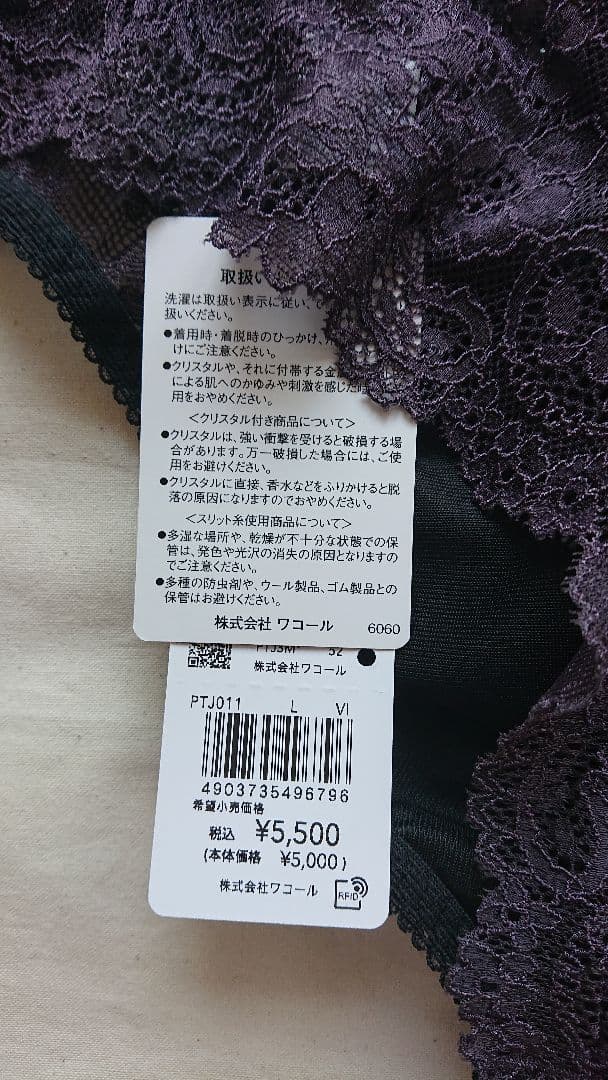 取扱い
洗濯は取扱い表示に従い、
扱いください。
●着用時・着脱時のひっかけ、
けにご注意ください。
●クリスタルや、それに付帯する金
による肌へのかゆみや刺激を感じた時
用をおやめください。
<クリスタル付き商品について>
●クリスタルは、強い衝撃を受けると破損する場
合があります。万一破損した場合には、ご使
用をお避けください。
●クリスタルに直接、香水などをふりかけると脱
落の原因になりますのでおやめください。
<スリット糸使用商品について>
●多湿な場所や、乾燥が不十分な状態での保
管は、発色や光沢の消失の原因となりますの
でご注意ください。
●多種の防虫剤や、ウール製品、ゴム製品との
保管はお避けください。
株式会社 ワコール 6060
52
株式会社ワコール
PTJ011 L VI
4903735496796
希望小売価格
税込 ¥5,500
(本体価格 ¥5,000)
株式会社ワコール RFID